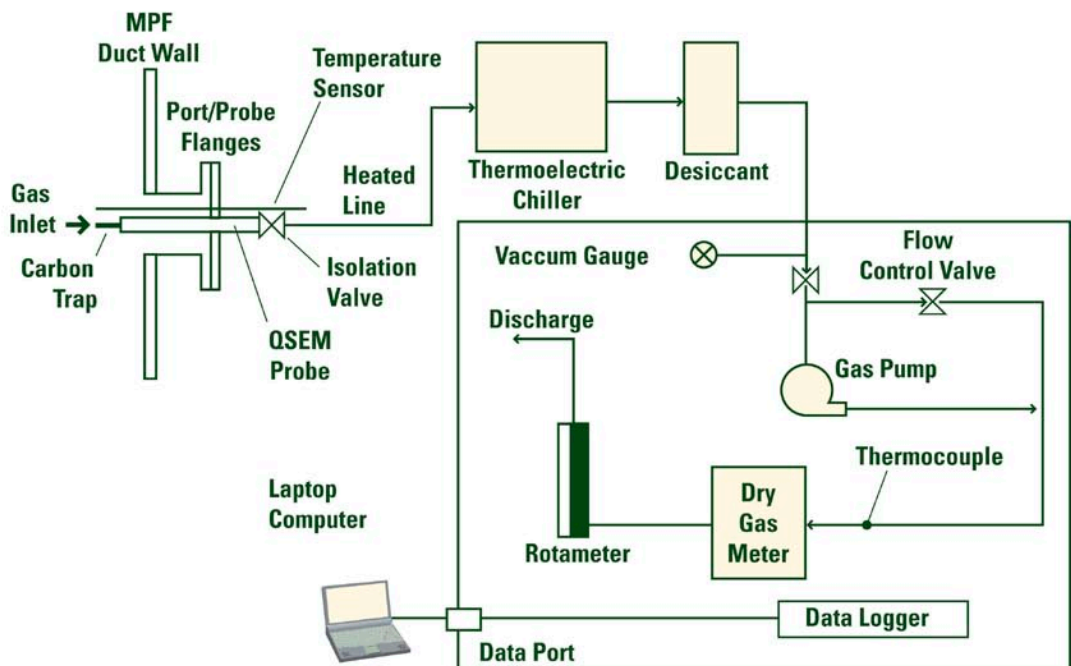 MPF
Duct Wall
Temperature
Sensor
Port/Probe
Flanges
Gas
Inlet
Heated
Line
Thermoelectric
Chiller
Desiccant
Carbon
Trap
Isolation
Valve
QSEM
Probe
Vaccum Gauge
Flow
Control Valve
Discharge
Gas Pump
Thermocouple
Laptop
Computer
Dry
Gas
Meter
Rotameter
Data Logger
Data Port